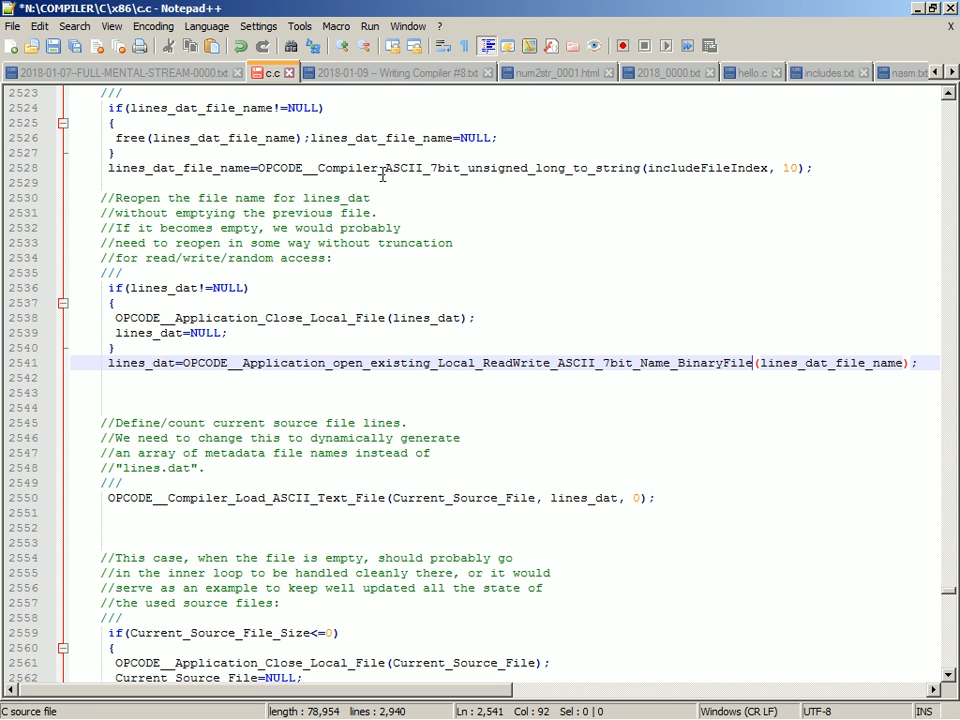 *N:\COMPILER\C\x86\c.c - Notepad++
File Edit Search View Encoding Language Settings Tools Macro Run Window ? X
2018-01-07-FULL-MENTAL-STREAM-0000.txt c.c 2018-01-09 – Writing Compiler #8.txt num2str_0001.html 2018_0000.txt hello.c includes.txt nasm.txt
2523 ///
2524 if(lines_dat_file_name!=NULL)
2525 {
2526 free(lines_dat_file_name);lines_dat_file_name=NULL;
2527 }
2528 lines_dat_file_name=OPCODE__Compiler_ASCII_7bit_unsigned_long_to_string(includeFileIndex, 10);
2529
2530 //Reopen the file name for lines_dat
2531 //without emptying the previous file.
2532 //If it becomes empty, we would probably
2533 //need to reopen in some way without truncation
2534 //for read/write/random access:
2535 ///
2536 if(lines_dat!=NULL)
2537 {
2538 OPCODE__Application_Close_Local_File(lines_dat);
2539 lines_dat=NULL;
2540 }
2541 lines_dat=OPCODE__Application_open_existing_Local_ReadWrite_ASCII_7bit_Name_BinaryFile(lines_dat_file_name);
2542
2543
2544
2545 //Define/count current source file lines.
2546 //We need to change this to dynamically generate
2547 //an array of metadata file names instead of
2548 //"lines.dat".
2549 ///
2550 OPCODE__Compiler_Load_ASCII_Text_File(Current_Source_File, lines_dat, 0);
2551
2552
2553
2554 //This case, when the file is empty, should probably go
2555 //in the inner loop to be handled cleanly there, or it would
2556 //serve as an example to keep well updated all the state of
2557 //the used source files:
2558 ///
2559 if(Current_Source_File_Size<=0)
2560 {
2561 OPCODE__Application_Close_Local_File(Current_Source_File);
2562 Current_Source_File=NULL;
C source file length : 78,954 lines : 2,940 Ln : 2,541 Col : 92 Sel : 0 | 0 Windows (CR LF) UTF-8 INS